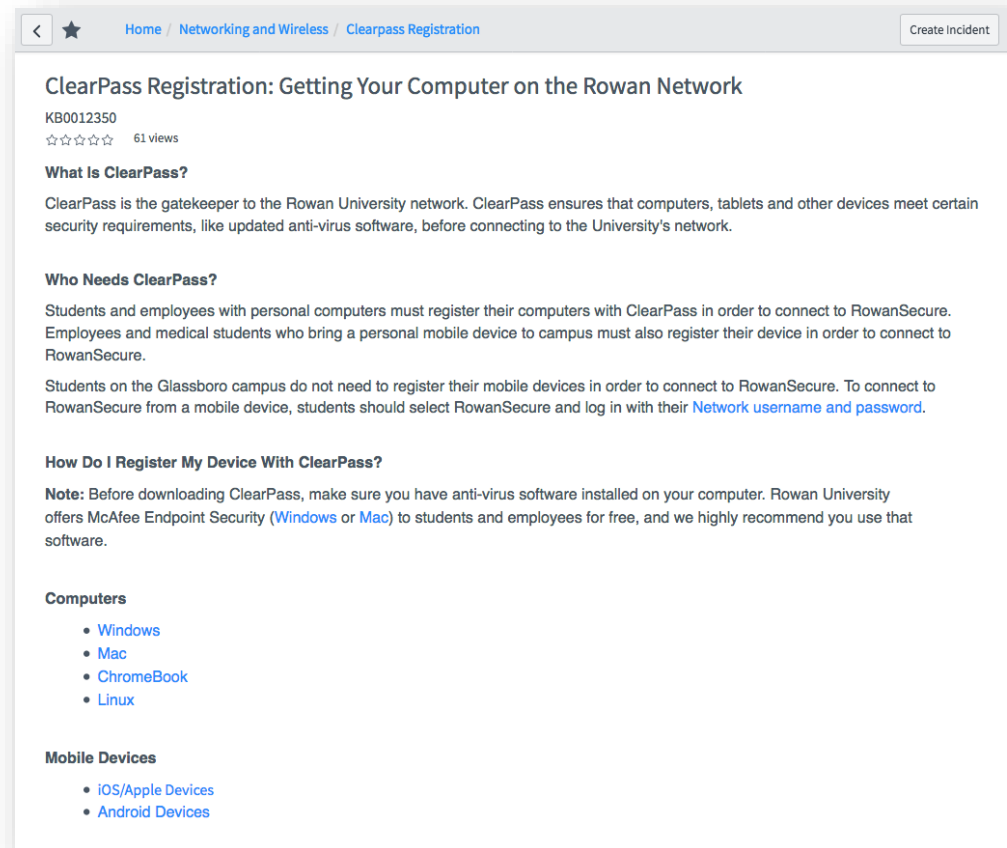 Home / Networking and Wireless / Clearpass Registration
Create Incident
ClearPass Registration: Getting Your Computer on the Rowan Network
KB0012350
61 views
What Is ClearPass?
ClearPass is the gatekeeper to the Rowan University network. ClearPass ensures that computers, tablets and other devices meet certain
security requirements, like updated anti-virus software, before connecting to the University's network.
Who Needs ClearPass?
Students and employees with personal computers must register their computers with ClearPass in order to connect to RowanSecure.
Employees and medical students who bring a personal mobile device to campus must also register their device in order to connect to
RowanSecure.
Students on the Glassboro campus do not need to register their mobile devices in order to connect to RowanSecure. To connect to
RowanSecure from a mobile device, students should select RowanSecure and log in with their Network username and password.
How Do I Register My Device With ClearPass?
Note: Before downloading ClearPass, make sure you have anti-virus software installed on your computer. Rowan University
offers McAfee Endpoint Security (Windows or Mac) to students and employees for free, and we highly recommend you use that
software.
Computers
• Windows
• Mac
• ChromeBook
• Linux
Mobile Devices
• iOS/Apple Devices
• Android Devices